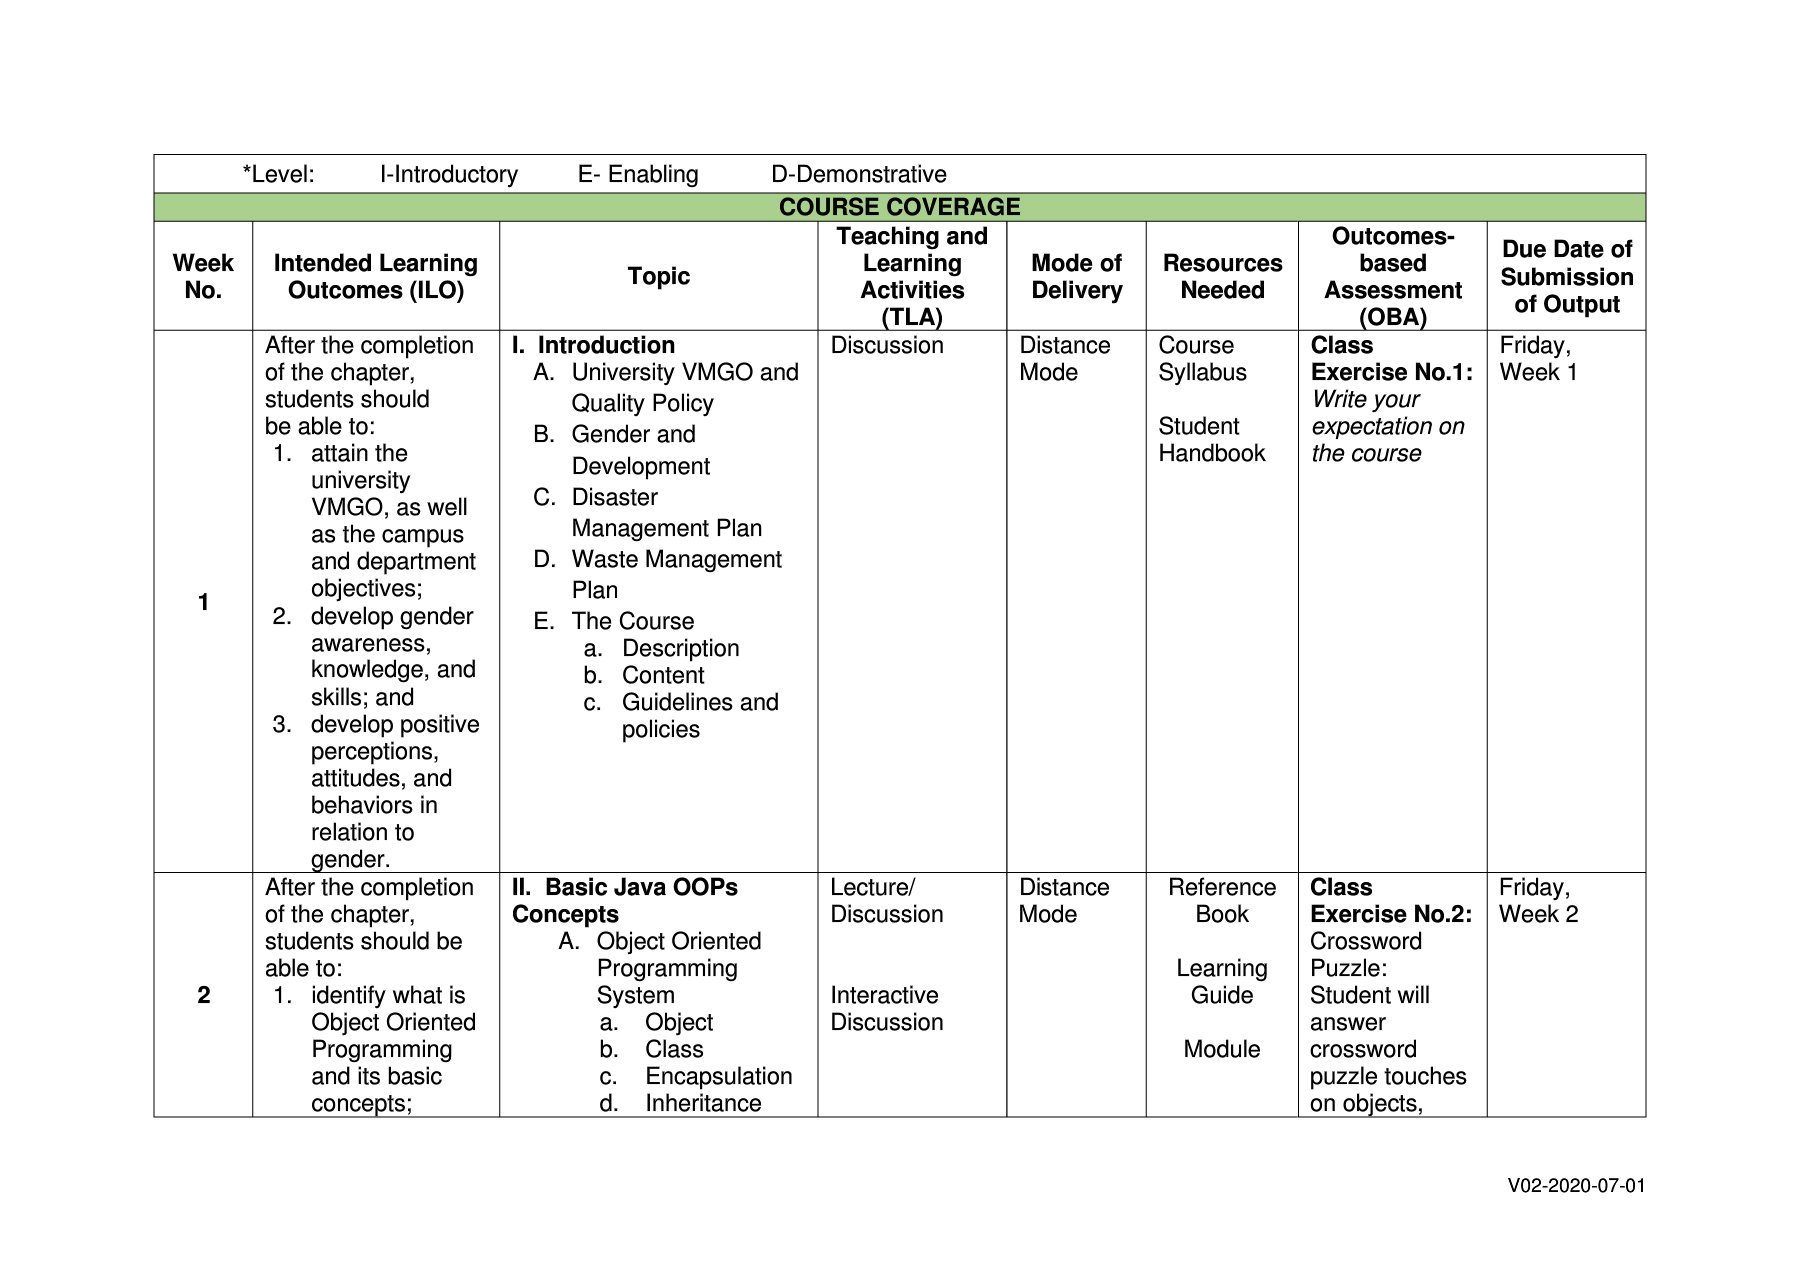 *Level: I-Introductory E- Enabling D-Demonstrative
COURSE COVERAGE
Week
No.
Intended Learning
Outcomes (ILO)
Topic
Teaching and
Learning
Activities
(TLA)
Mode of
Delivery
Resources
Needed
Outcomes-
based
Assessment
(OBA)
Due Date of
Submission
of Output
1
After the completion
of the chapter,
students should
be able to:
1. attain the
university
VMGO, as well
as the campus
and department
objectives;
2. develop gender
awareness,
knowledge, and
skills; and
3. develop positive
perceptions,
attitudes, and
behaviors in
relation to
gender.
I. Introduction
A. University VMGO and
Quality Policy
B. Gender and
Development
C. Disaster
Management Plan
D. Waste Management
Plan
E. The Course
a. Description
b. Content
c. Guidelines and
policies
Discussion
Distance
Mode
Course
Syllabus
Student
Handbook
Class
Exercise No.1:
Write your
expectation on
the course
Friday,
Week 1
2
After the completion
of the chapter,
students should be
able to:
1. identify what is
Object Oriented
Programming
and its basic
concepts;
II. Basic Java OOPs
Concepts
A. Object Oriented
Programming
System
a. Object
b. Class
c. Encapsulation
d. Inheritance
Lecture/
Discussion
Interactive
Discussion
Distance
Mode
Reference
Book
Learning
Guide
Module
Class
Exercise No.2:
Crossword
Puzzle:
Student will
answer
crossword
puzzle touches
on objects,
Friday,
Week 2
V02-2020-07-01